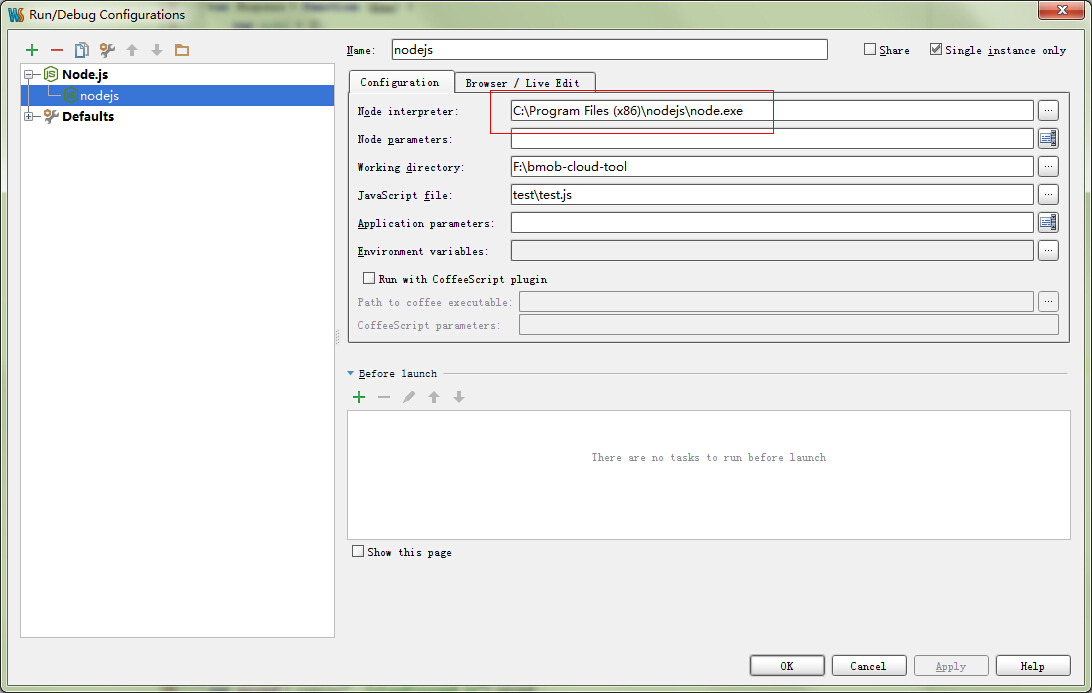 Run/Debug Configurations
Name: nodejs
Share
Single instance only
Node.js
nodejs
Defaults
Configuration
Browser / Live Edit
Node interpreter: C:\Program Files (x86)\nodejs\node.exe
Node parameters:
Working directory: F:\bmob-cloud-tool
JavaScript file: test\test.js
Application parameters:
Environment variables:
Run with CoffeeScript plugin
Path to coffee executable:
CoffeeScript parameters:
Before launch
There are no tasks to run before launch
Show this page
OK
Cancel
Apply
Help